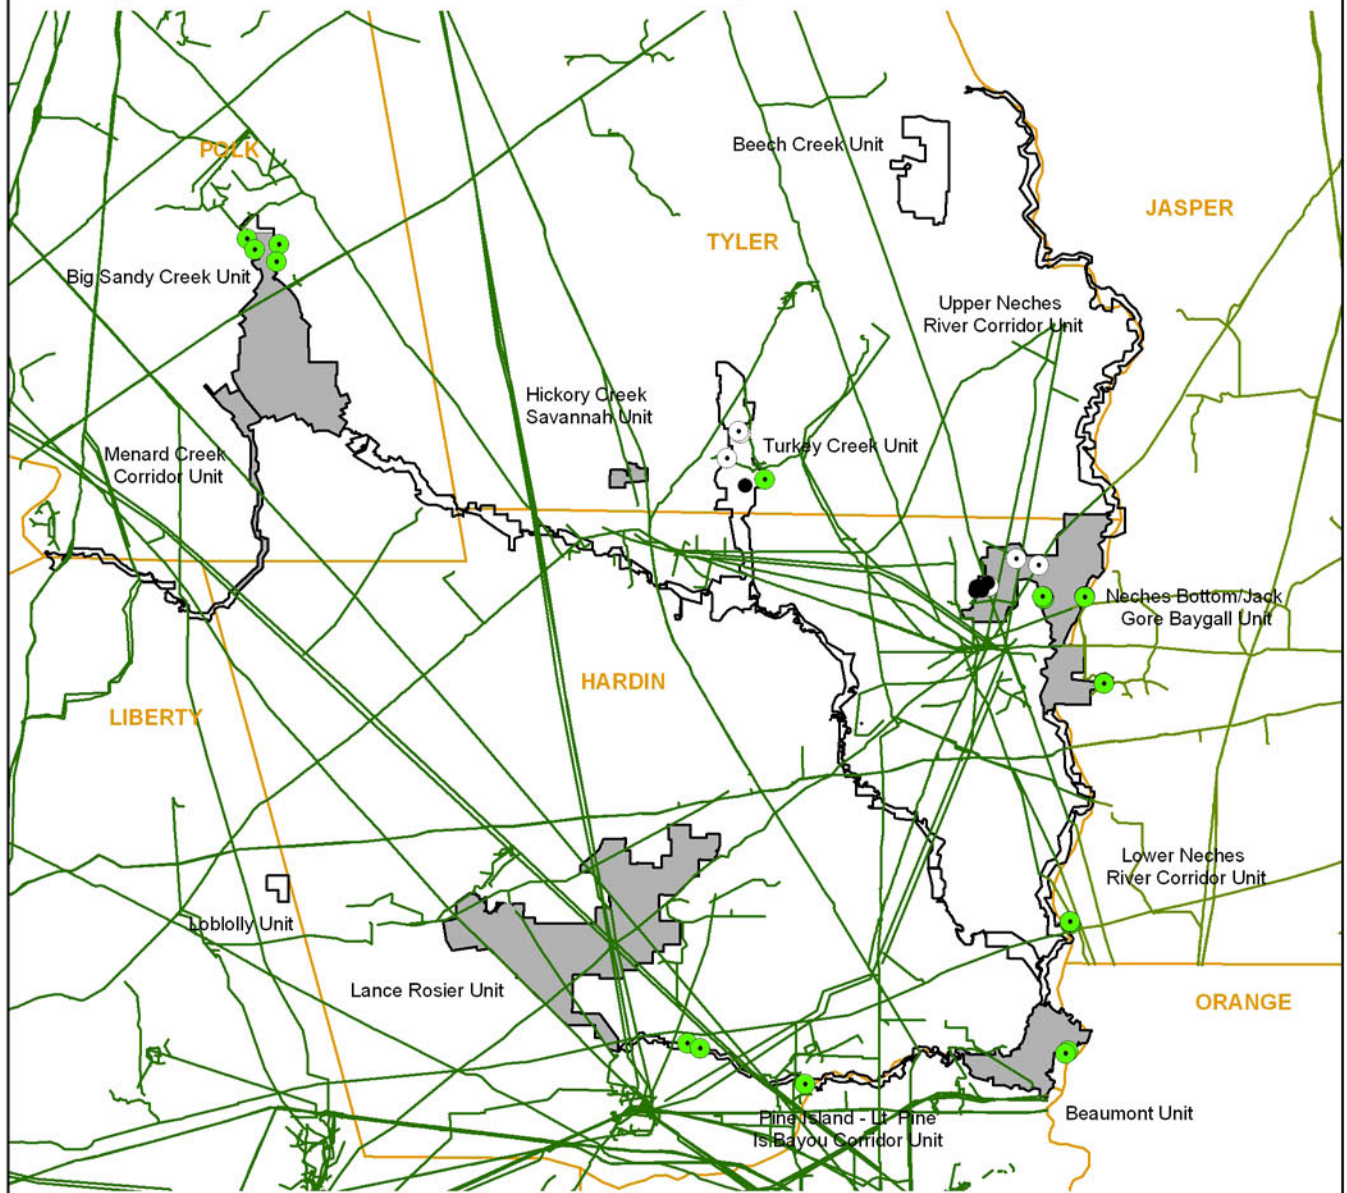 Beech Creek Unit
POLK
JASPER
TYLER
Big Sandy Creek Unit
Upper Neches
River Corridor Unit
Hickory Creek
Savannah Unit
Turkey Creek Unit
Menard Creek
Corridor Unit
Neches Bottom/Jack
Gore Baygall Unit
HARDIN
LIBERTY
Lower Neches
River Corridor Unit
Loblolly Unit
Lance Rosier Unit
ORANGE
Beaumont Unit
Pine Island - Lt Pine
Is.Bayou Corridor Unit